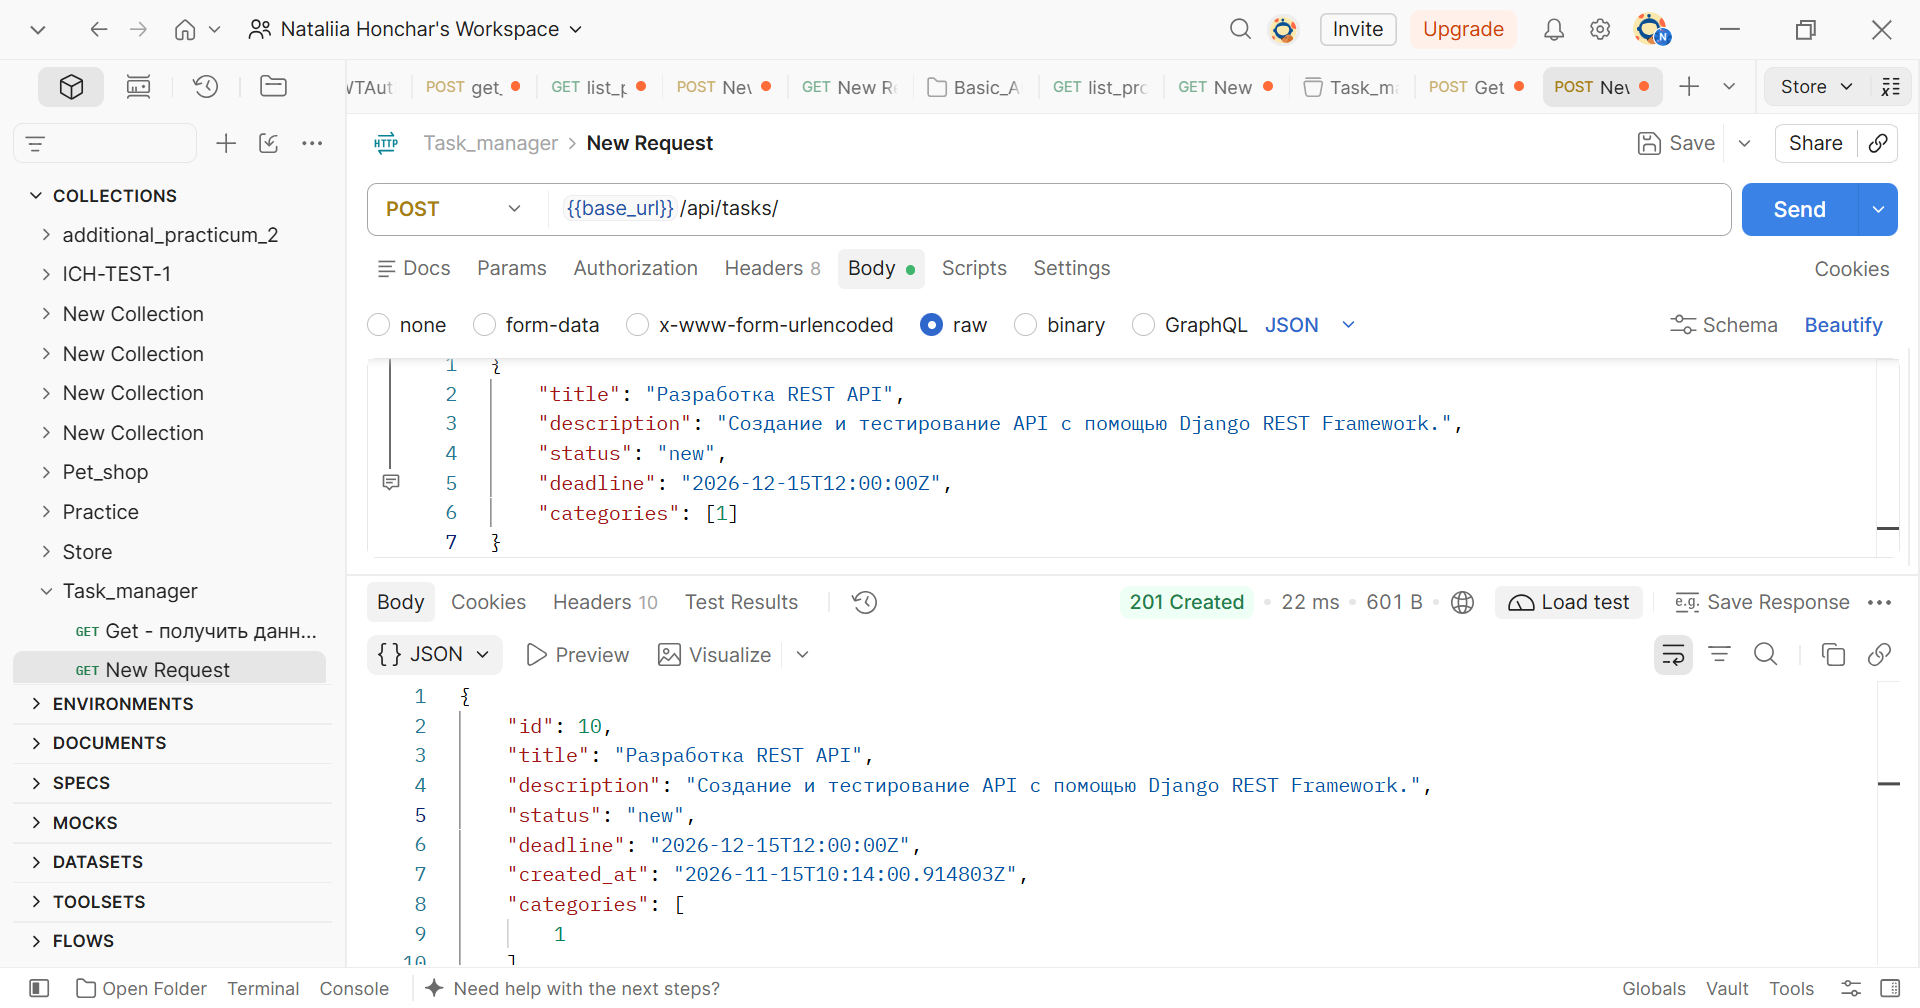 Nataliia Honchar's Workspace
Invite
Upgrade
N
POST get_
GET list_p
POST Nev
GET New Re
Basic_A
GET list_pro
GET New
Task_ma
POST Get
POST Nev
Store
HTTP
Task_manager > New Request
Save
Share
COLLECTIONS
additional_practicum_2
ICH-TEST-1
New Collection
New Collection
New Collection
New Collection
Pet_shop
Practice
Store
Task_manager
GET Get - получить данн...
GET New Request
ENVIRONMENTS
DOCUMENTS
SPECS
MOCKS
DATASETS
TOOLSETS
FLOWS
POST
{{base_url}} /api/tasks/
Send
Docs Params Authorization Headers 8 Body Scripts Settings
Cookies
none form-data x-www-form-urlencoded raw binary GraphQL JSON
Schema Beautify
1 {
2 "title": "Разработка REST API",
3 "description": "Создание и тестирование API с помощью Django REST Framework.",
4 "status": "new",
5 "deadline": "2026-12-15T12:00:00Z",
6 "categories": [1]
7 }
Body Cookies Headers 10 Test Results
201 Created • 22 ms • 601 B •
Load test
e.g. Save Response
{} JSON Preview Visualize
1 {
2 "id": 10,
3 "title": "Разработка REST API",
4 "description": "Создание и тестирование API с помощью Django REST Framework.",
5 "status": "new",
6 "deadline": "2026-12-15T12:00:00Z",
7 "created_at": "2026-11-15T10:14:00.914803Z",
8 "categories": [
9 1
10 ]
Open Folder Terminal Console Need help with the next steps?
Globals Vault Tools